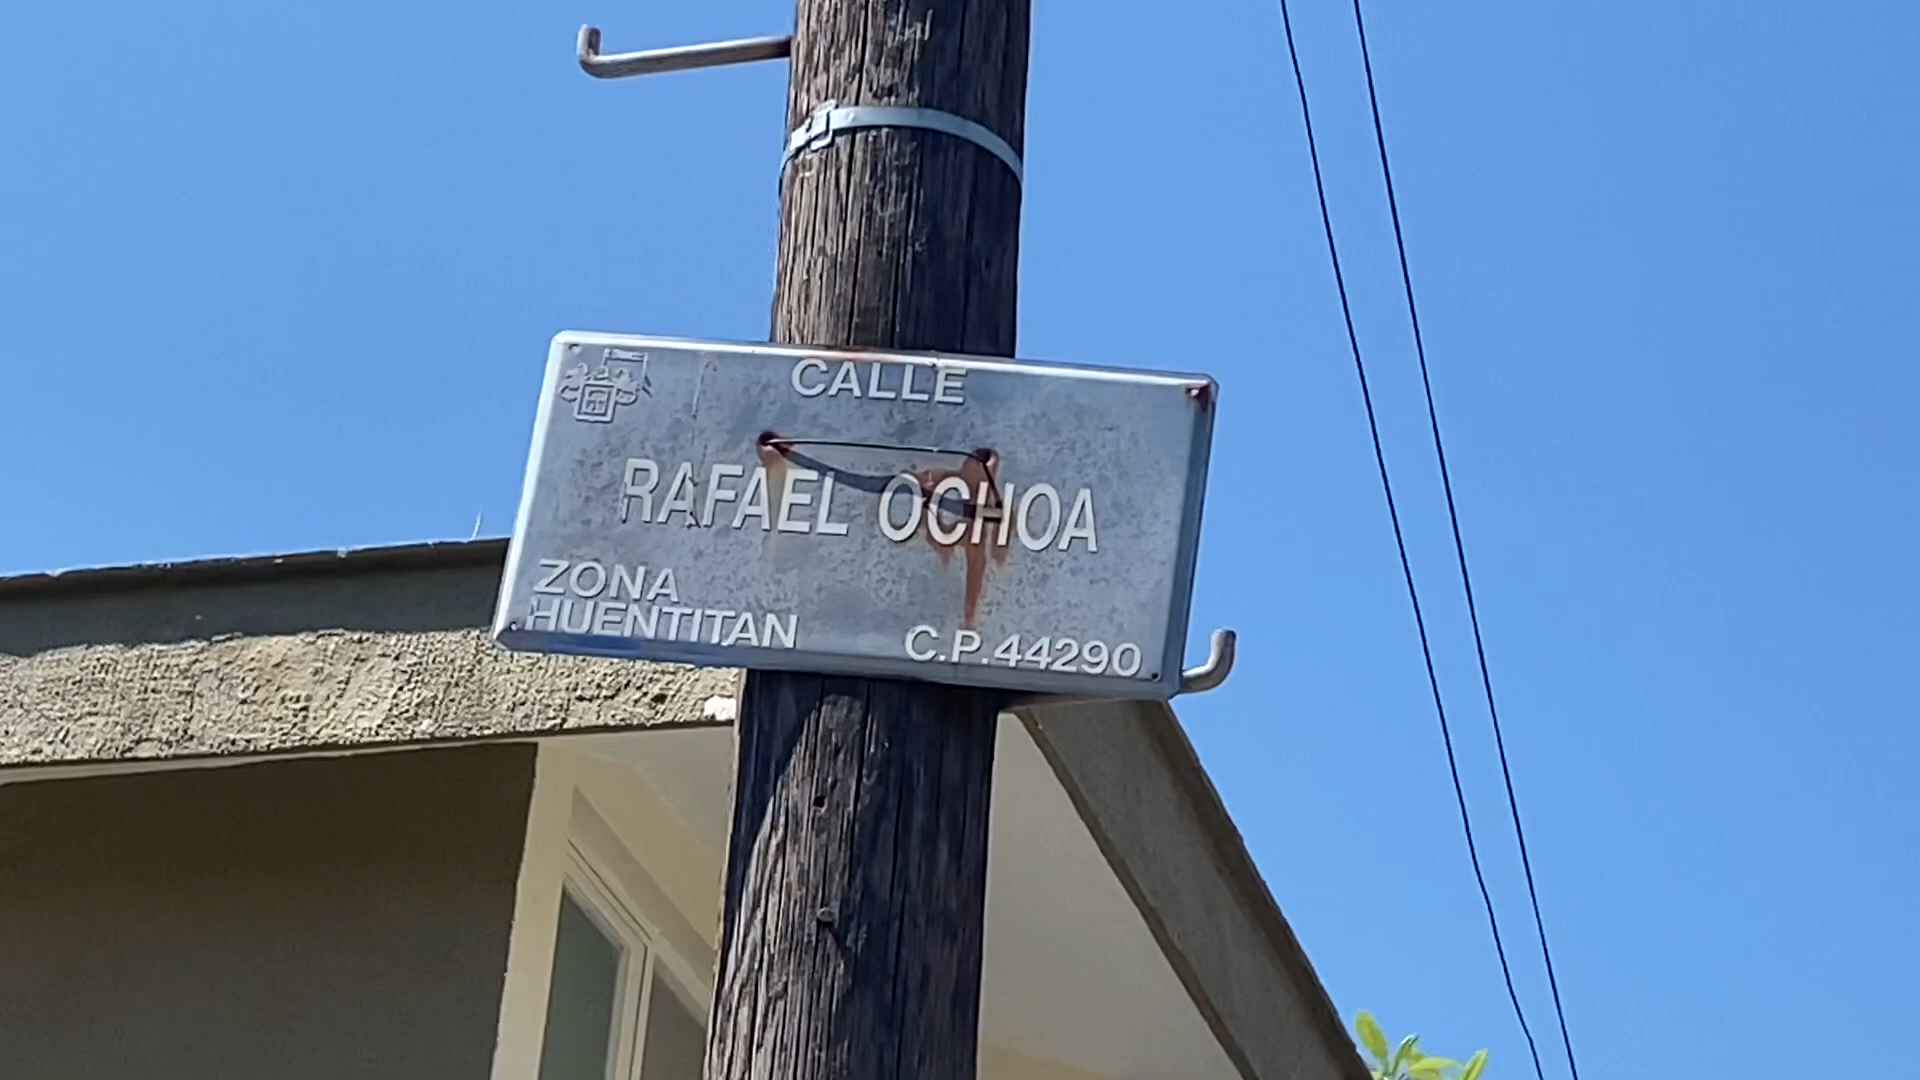 CALLE
RAFAEL OCHOA
ZONA
HUENTITAN
C.P.44290